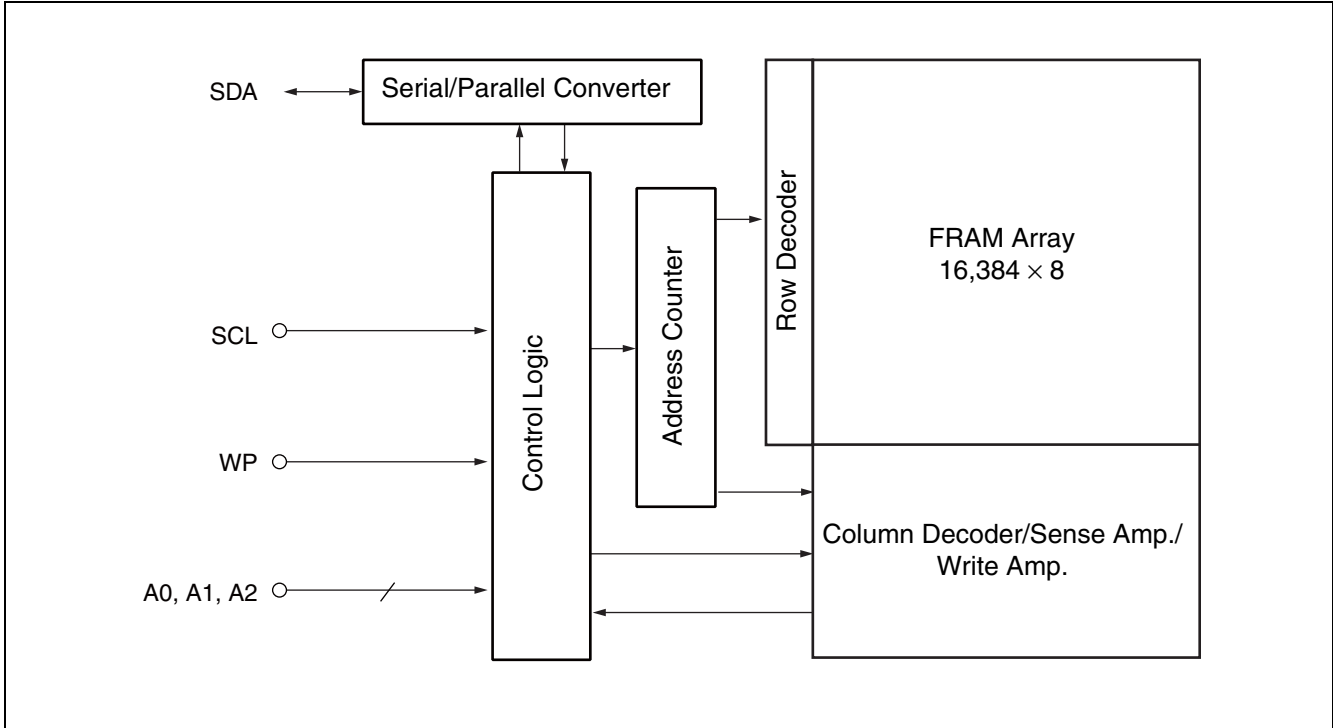 SDA
Serial/Parallel Converter
SCL
WP
A0, A1, A2
Control Logic
Address Counter
Row Decoder
FRAM Array
16,384 × 8
Column Decoder/Sense Amp./
Write Amp.